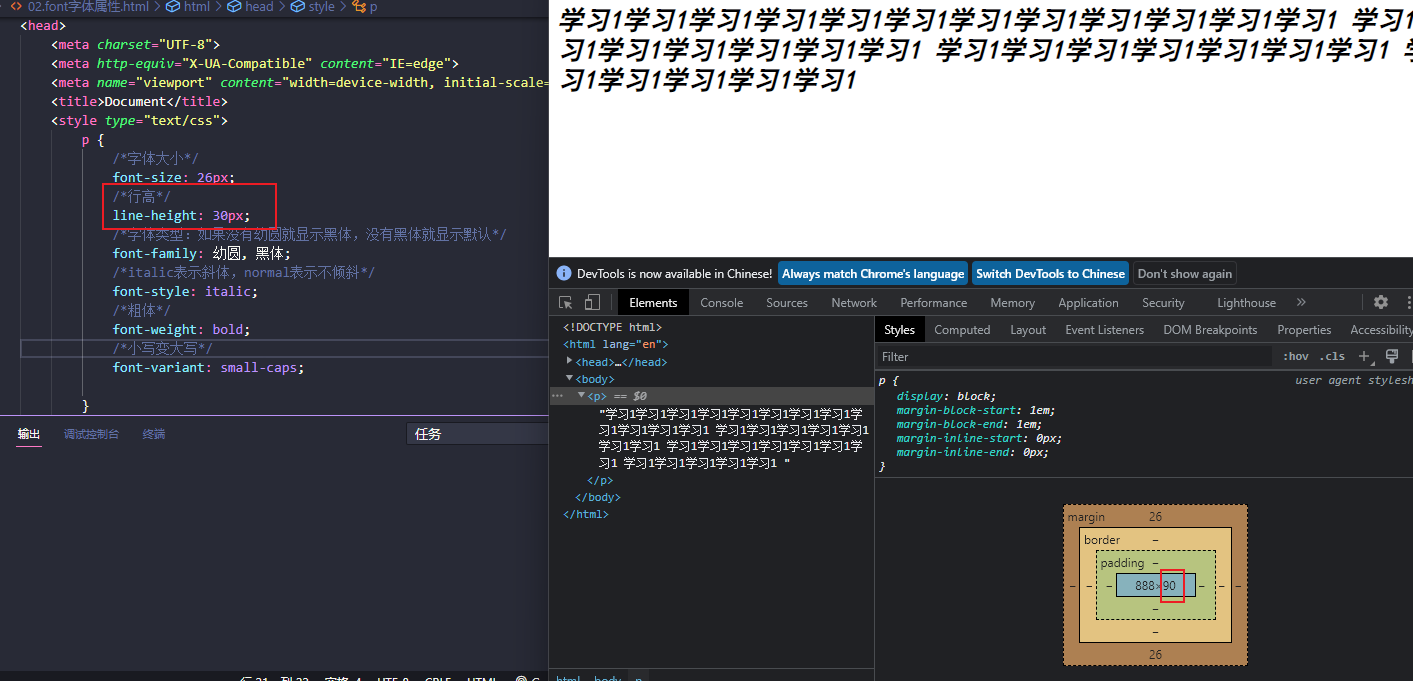 02.font字体属性.html > html > head > style > p
<head>
<meta charset="UTF-8">
<meta http-equiv="X-UA-Compatible" content="IE=edge">
<meta name="viewport" content="width=device-width, initial-scale=
<title>Document</title>
<style type="text/css">
p {
/*字体大小*/
font-size: 26px;
/*行高*/
line-height: 30px;
/*字体类型：如果没有幼圆就显示黑体，没有黑体就显示默认*/
font-family: 幼圆, 黑体;
/*italic表示斜体，normal表示不倾斜*/
font-style: italic;
/*粗体*/
font-weight: bold;
/*小写变大写*/
font-variant: small-caps;
}
输出 调试控制台 终端 任务
学习1学习1学习1学习1学习1学习1学习1学习1学习1学习1学习1学习1 学习1
习1学习1学习1学习1学习1学习1 学习1学习1学习1学习1学习1学习1学习1
习1学习1学习1学习1学习1
DevTools is now available in Chinese! Always match Chrome's language Switch DevTools to Chinese Don't show again
Elements Console Sources Network Performance Memory Application Security Lighthouse »
<!DOCTYPE html>
<html lang="en">
<head>…</head>
<body>
<p> == $0
"学习1学习1学习1学习1学习1学习1学习1学习1学
习1学习1学习1学习1 学习1学习1学习1学习1学习1
学习1学习1 学习1学习1学习1学习1学习1学习1学
习1 学习1学习1学习1学习1学习1 "
</p>
</body>
</html>
Styles Computed Layout Event Listeners DOM Breakpoints Properties Accessibility
Filter :hov .cls +
p { user agent stylesh
display: block;
margin-block-start: 1em;
margin-block-end: 1em;
margin-inline-start: 0px;
margin-inline-end: 0px;
}
margin 26
border –
padding –
– – – 888×90 – – –
–
–
26
html body p